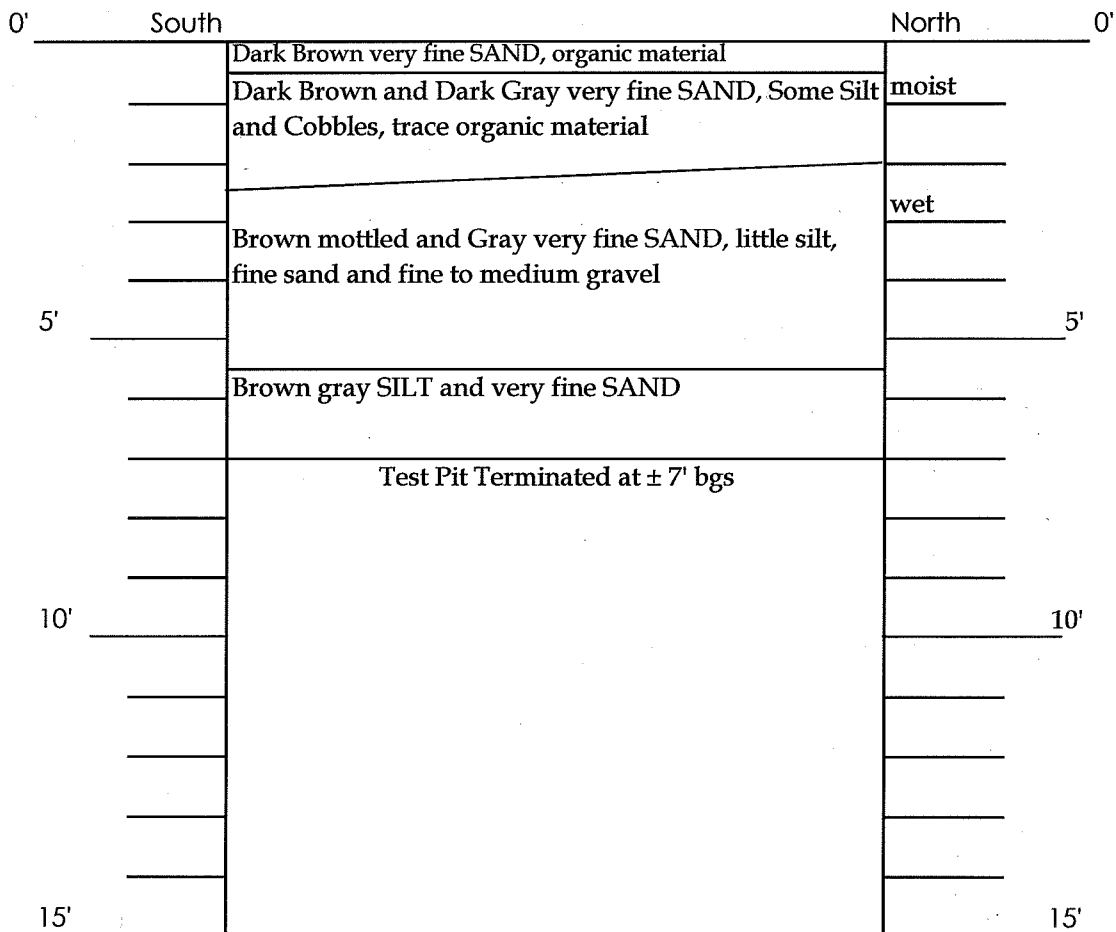 0' South North 0'
Dark Brown very fine SAND, organic material
Dark Brown and Dark Gray very fine SAND, Some Silt moist
and Cobbles, trace organic material
wet
Brown mottled and Gray very fine SAND, little silt,
fine sand and fine to medium gravel
5' 5'
Brown gray SILT and very fine SAND
Test Pit Terminated at ± 7' bgs
10' 10'
15' 15'